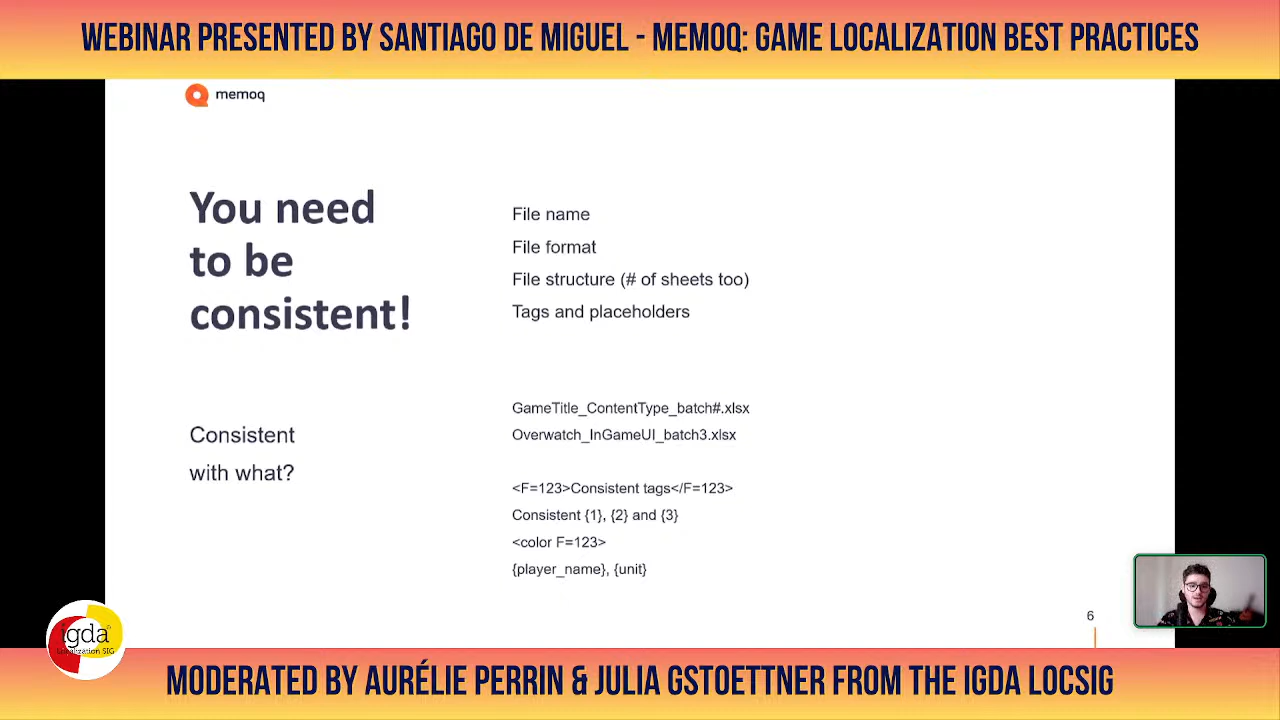 WEBINAR PRESENTED BY SANTIAGO DE MIGUEL - MEMOQ: GAME LOCALIZATION BEST PRACTICES
memoq
You need
to be
consistent!
File name
File format
File structure (# of sheets too)
Tags and placeholders
Consistent
with what?
GameTitle_ContentType_batch#.xlsx
Overwatch_InGameUI_batch3.xlsx
<F=123>Consistent tags</F=123>
Consistent {1}, {2} and {3}
<color F=123>
{player_name}, {unit}
6
igda
Localization SIG
MODERATED BY AURÉLIE PERRIN & JULIA GSTOETTNER FROM THE IGDA LOCSIG